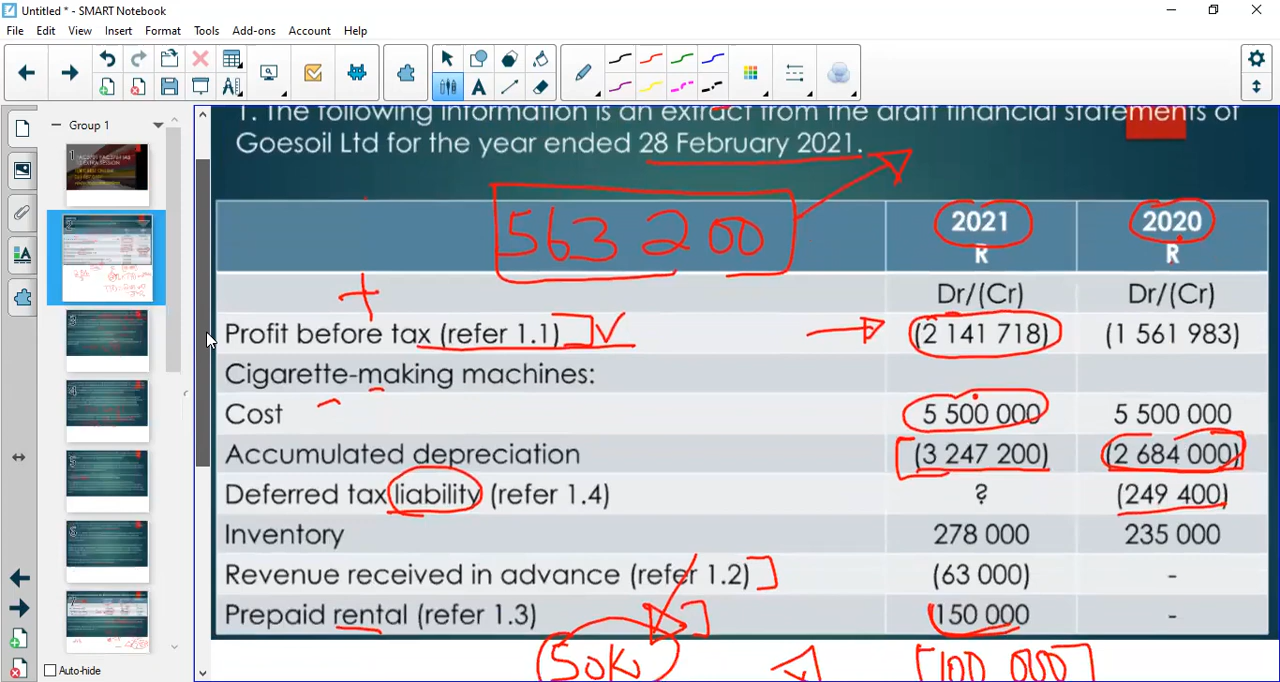 Untitled * - SMART Notebook
File Edit View Insert Format Tools Add-ons Account Help
Group 1
1. The following information is an extract from the draft financial statements of
Goesoil Ltd for the year ended 28 February 2021.
563 200
2021 2020
R R
Dr/(Cr) Dr/(Cr)
+
Profit before tax (refer 1.1) (2 141 718) (1 561 983)
Cigarette-making machines:
Cost 5 500 000 5 500 000
Accumulated depreciation (3 247 200) (2 684 000)
Deferred tax liability (refer 1.4) ? (249 400)
Inventory 278 000 235 000
Revenue received in advance (refer 1.2) (63 000) -
Prepaid rental (refer 1.3) 150 000 -
50k 100 000
Auto-hide